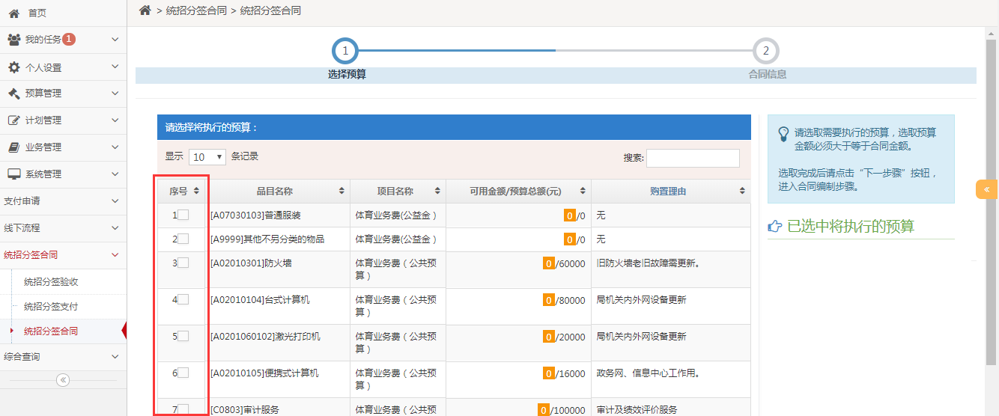 首页
我的任务 1
个人设置
预算管理
计划管理
业务管理
系统管理
支付申请
线下流程
统招分签合同
统招分签验收
统招分签支付
统招分签合同
综合查询
> 统招分签合同 > 统招分签合同
1
2
选择预算
合同信息
请选择将执行的预算：
显示 10 条记录
搜索:
序号 品目名称 项目名称 可用金额/预算总额(元) 购置理由
1 [A07030103]普通服装 体育业务费(公益金） 0/0 无
2 [A9999]其他不另分类的物品 体育业务费(公益金） 0/0 无
3 [A02010301]防火墙 体育业务费（公共预 0/60000 旧防火墙老旧故障需更新。
算）
4 [A02010104]台式计算机 体育业务费（公共预 0/80000 局机关内外网设备更新
算）
5 [A0201060102]激光打印机 体育业务费（公共预 0/20000 局机关内外网设备更新
算）
6 [A02010105]便携式计算机 体育业务费（公共预 0/16000 政务网、信息中心工作用。
算）
7 [C0803]审计服务 体育业务费（公共预 0/100000 审计及绩效评价服务
请选取需要执行的预算，选取预算
金额必须大于等于合同金额。
选取完成后请点击“下一步骤”按钮，
进入合同编制步骤。
已选中将执行的预算